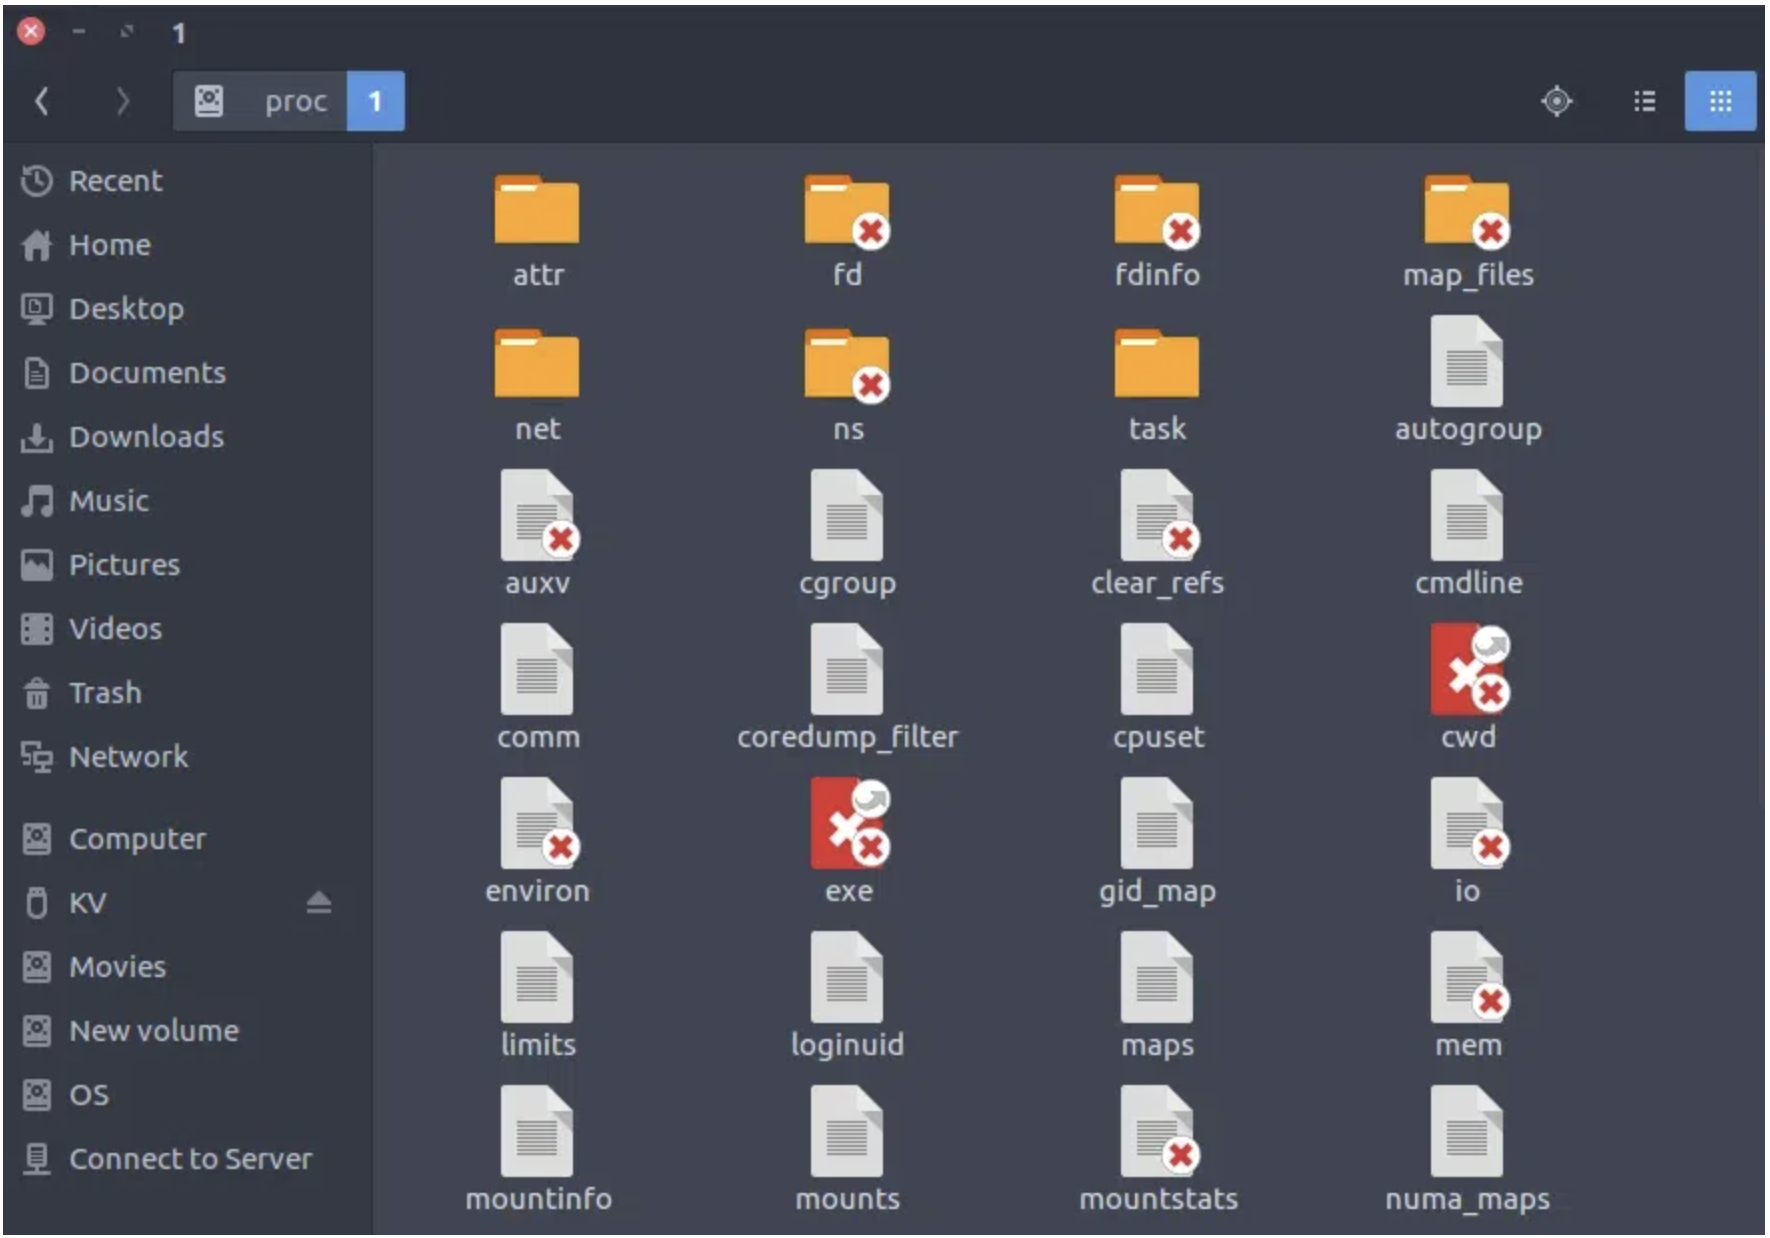 1
proc 1
Recent
Home
Desktop
Documents
Downloads
Music
Pictures
Videos
Trash
Network
Computer
KV
Movies
New volume
OS
Connect to Server
attr fd fdinfo map_files
net ns task autogroup
auxv cgroup clear_refs cmdline
comm coredump_filter cpuset cwd
environ exe gid_map io
limits loginuid maps mem
mountinfo mounts mountstats numa_maps